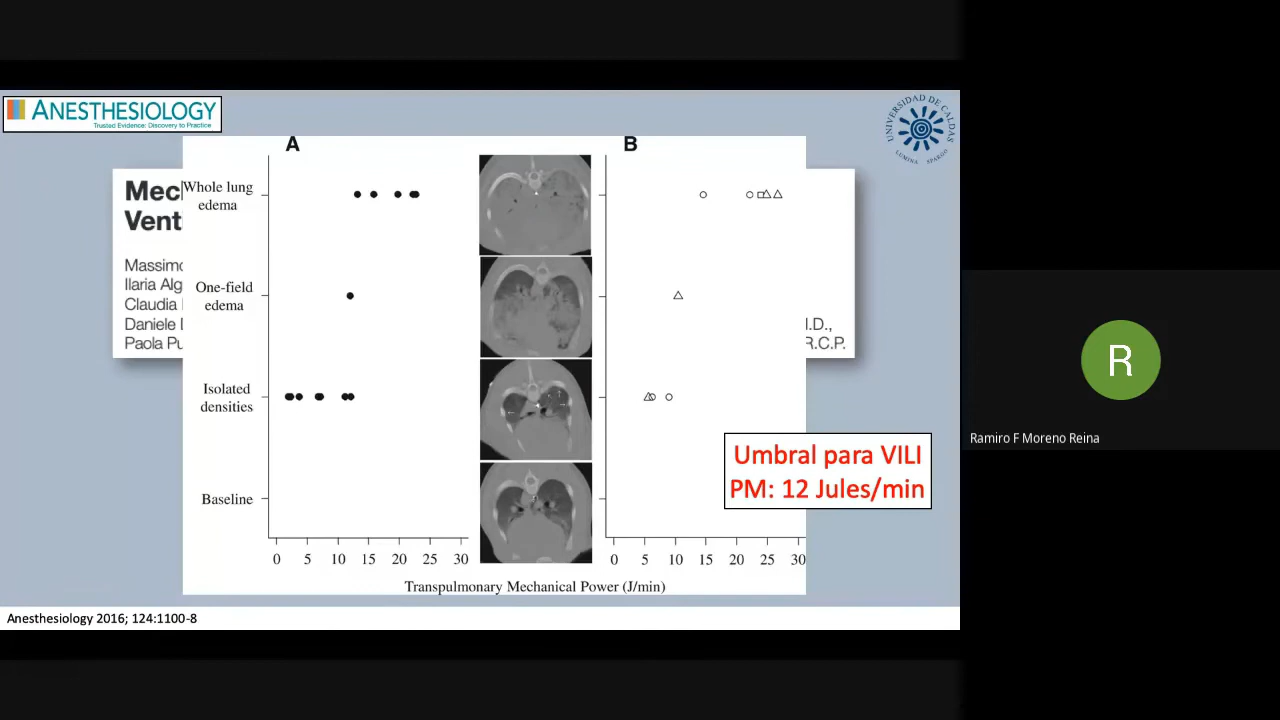 ANESTHESIOLOGY
Trusted Evidence: Discovery to Practice
UNIVERSIDAD DE CALDAS
LUMINA SPARGO
Mec
Vent
Massimo
Ilaria Alg
Claudia
Daniele
Paola Pu
I.D.,
R.C.P.
A
B
Whole lung
edema
One-field
edema
Isolated
densities
Baseline
0 5 10 15 20 25 30
0 5 10 15 20 25 30
Transpulmonary Mechanical Power (J/min)
Umbral para VILI
PM: 12 Jules/min
Anesthesiology 2016; 124:1100-8
R
Ramiro F Moreno Reina